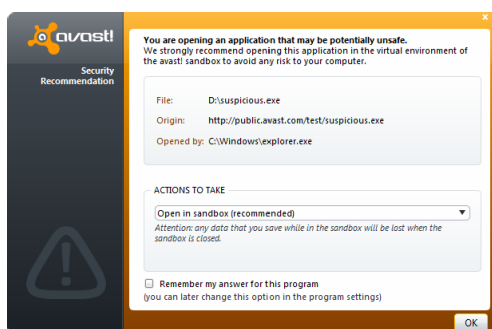 avast!
Security
Recommendation
x
You are opening an application that may be potentially unsafe.
We strongly recommend opening this application in the virtual environment of
the avast! sandbox to avoid any risk to your computer.
File: D:\suspicious.exe
Origin: http://public.avast.com/test/suspicious.exe
Opened by: C:\Windows\explorer.exe
ACTIONS TO TAKE
Open in sandbox (recommended)
Attention: any data that you save while in the sandbox will be lost when the
sandbox is closed.
Remember my answer for this program
(you can later change this option in the program settings)
OK